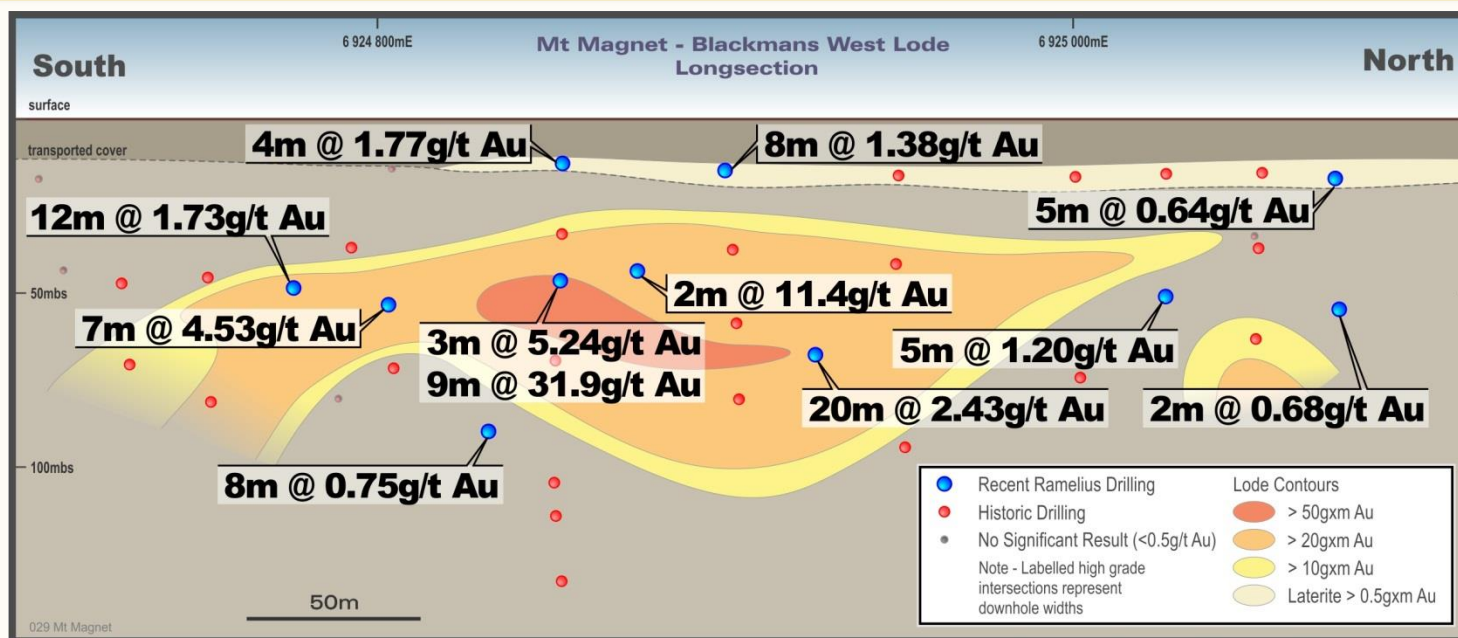 6 924 800mE
Mt Magnet - Blackmans West Lode
Longsection
6 925 000mE
South
North
surface
transported cover
4m @ 1.77g/t Au
8m @ 1.38g/t Au
12m @ 1.73g/t Au
5m @ 0.64g/t Au
50mbs
2m @ 11.4g/t Au
7m @ 4.53g/t Au
3m @ 5.24g/t Au
9m @ 31.9g/t Au
5m @ 1.20g/t Au
20m @ 2.43g/t Au
2m @ 0.68g/t Au
100mbs
8m @ 0.75g/t Au
Recent Ramelius Drilling
Historic Drilling
No Significant Result (<0.5g/t Au)
Note - Labelled high grade
intersections represent
downhole widths
Lode Contours
> 50gxm Au
> 20gxm Au
> 10gxm Au
Laterite > 0.5gxm Au
50m
029 Mt Magnet